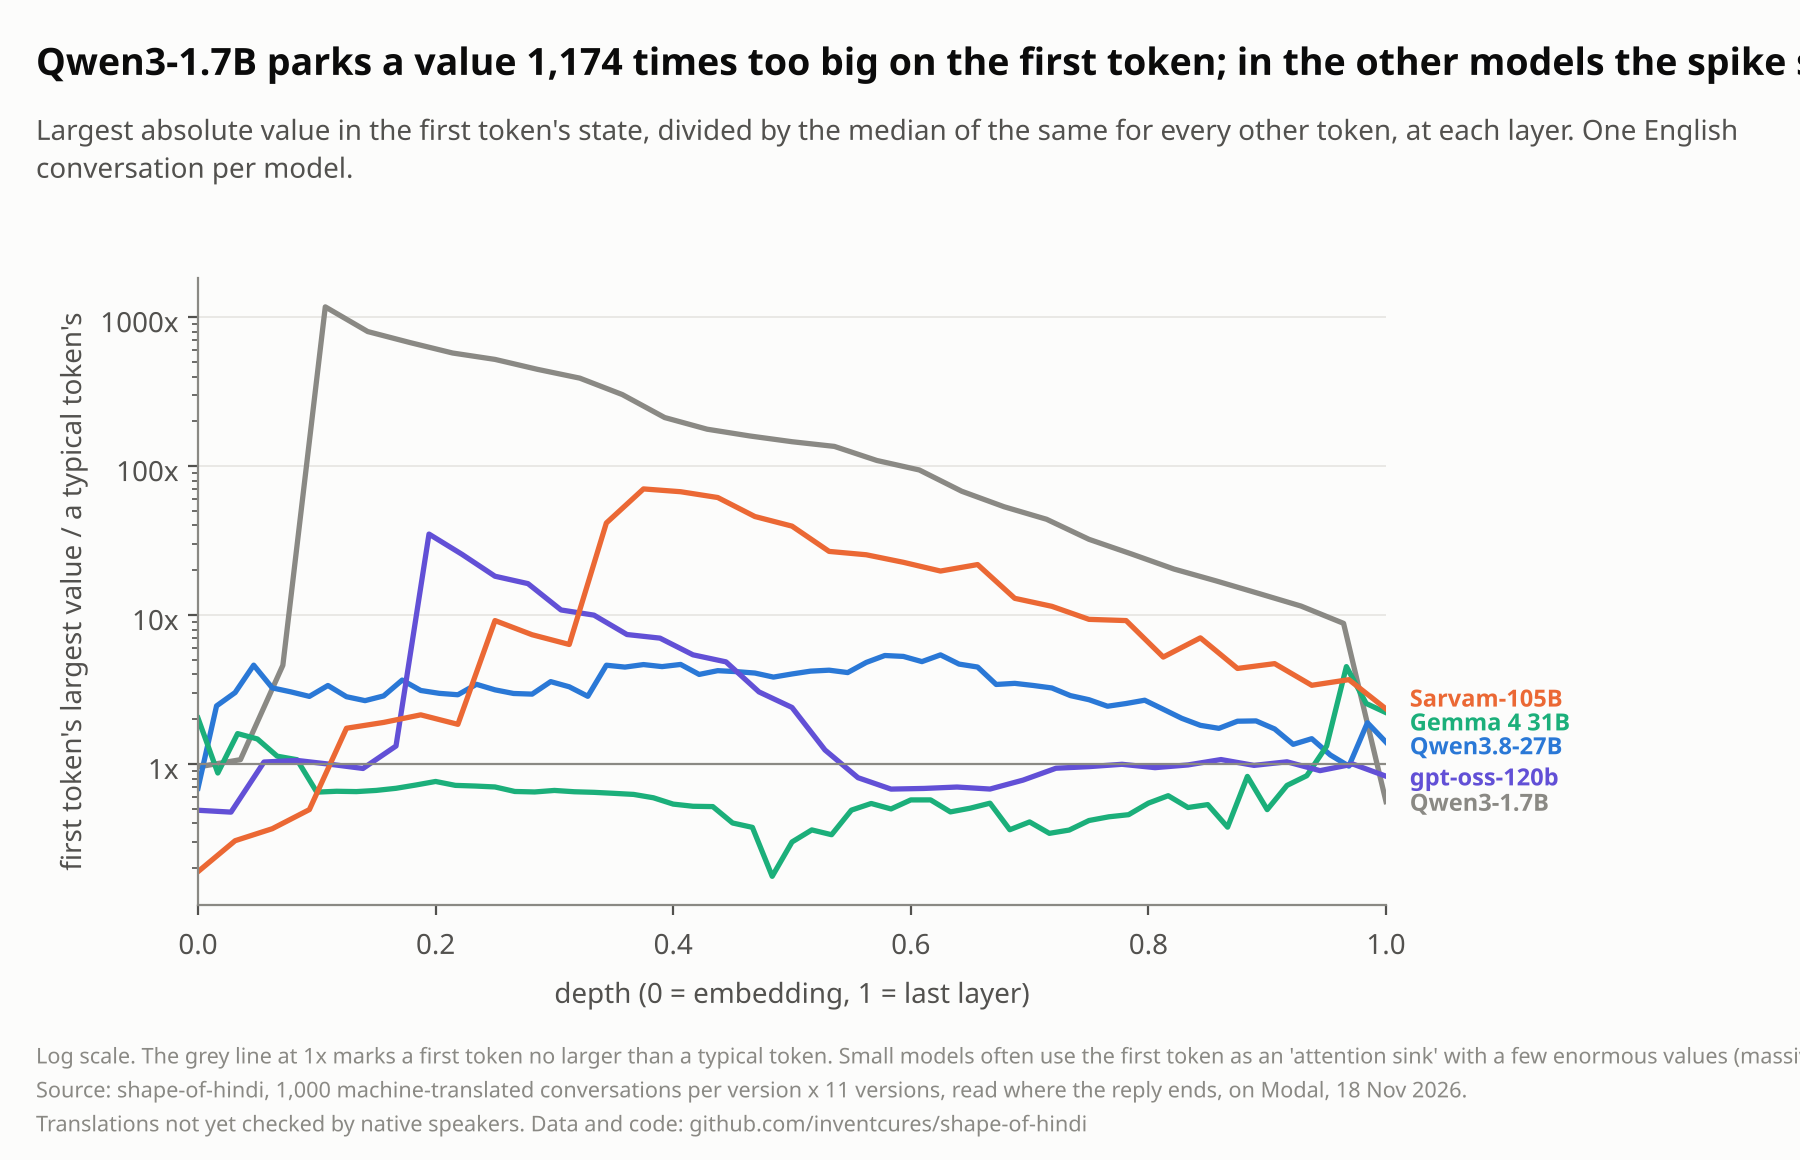 Qwen3-1.7B parks a value 1,174 times too big on the first token; in the other models the spike
Largest absolute value in the first token's state, divided by the median of the same for every other token, at each layer. One English
conversation per model.
first token's largest value / a typical token's
1000x
100x
10x
1x
Sarvam-105B
Gemma 4 31B
Qwen3.8-27B
gpt-oss-120b
Qwen3-1.7B
0.0 0.2 0.4 0.6 0.8 1.0
depth (0 = embedding, 1 = last layer)
Log scale. The grey line at 1x marks a first token no larger than a typical token. Small models often use the first token as an 'attention sink' with a few enormous values
Source: shape-of-hindi, 1,000 machine-translated conversations per version x 11 versions, read where the reply ends, on Modal, 18 Nov 2026.
Translations not yet checked by native speakers. Data and code: github.com/inventcures/shape-of-hindi